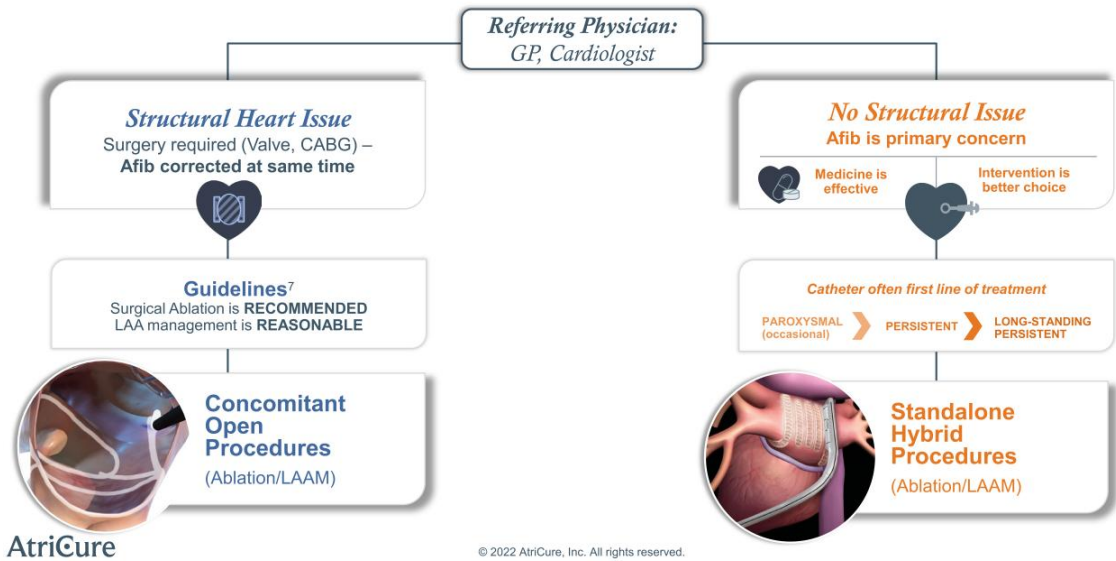 Referring Physician:
GP, Cardiologist
Structural Heart Issue
Surgery required (Valve, CABG) –
Afib corrected at same time
Guidelines7
Surgical Ablation is RECOMMENDED
LAA management is REASONABLE
Concomitant
Open
Procedures
(Ablation/LAAM)
No Structural Issue
Afib is primary concern
Medicine is
effective
Intervention is
better choice
Catheter often first line of treatment
PAROXYSMAL
(occasional)
PERSISTENT
LONG-STANDING
PERSISTENT
Standalone
Hybrid
Procedures
(Ablation/LAAM)
AtriCure
© 2022 AtriCure, Inc. All rights reserved.